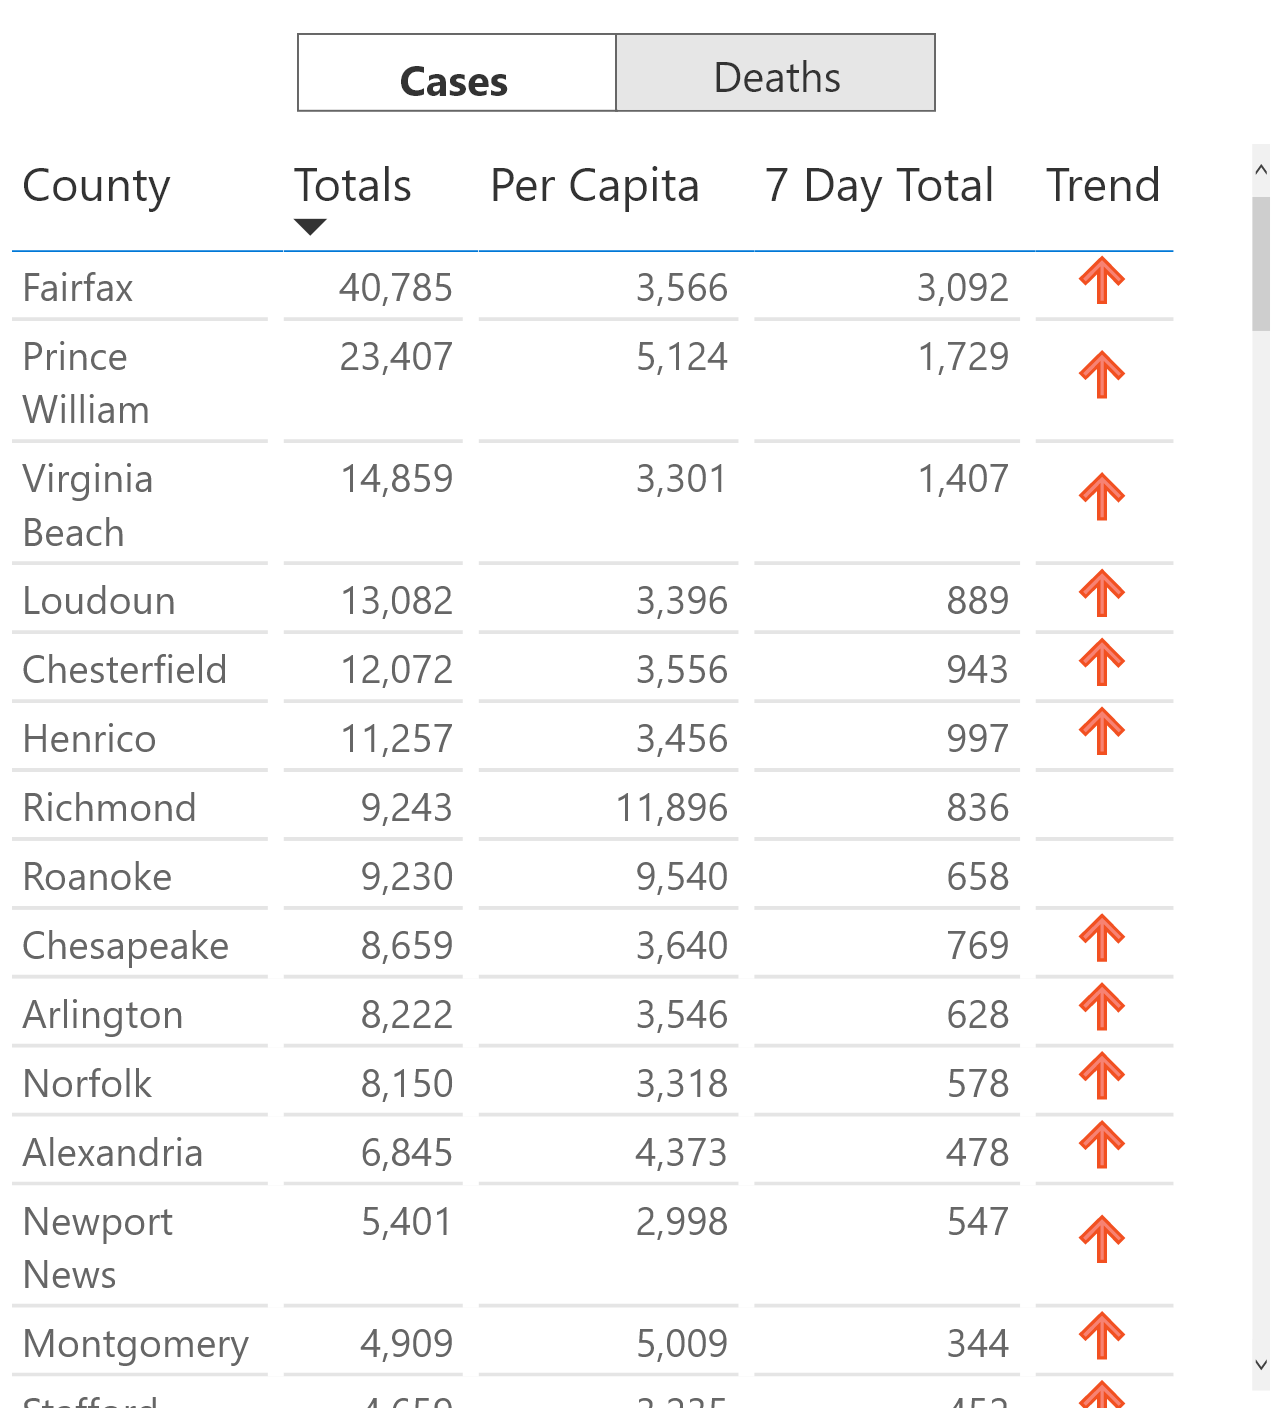 Cases Deaths
County Totals Per Capita 7 Day Total Trend
Fairfax 40,785 3,566 3,092
Prince 23,407 5,124 1,729
William
Virginia 14,859 3,301 1,407
Beach
Loudoun 13,082 3,396 889
Chesterfield 12,072 3,556 943
Henrico 11,257 3,456 997
Richmond 9,243 11,896 836
Roanoke 9,230 9,540 658
Chesapeake 8,659 3,640 769
Arlington 8,222 3,546 628
Norfolk 8,150 3,318 578
Alexandria 6,845 4,373 478
Newport 5,401 2,998 547
News
Montgomery 4,909 5,009 344